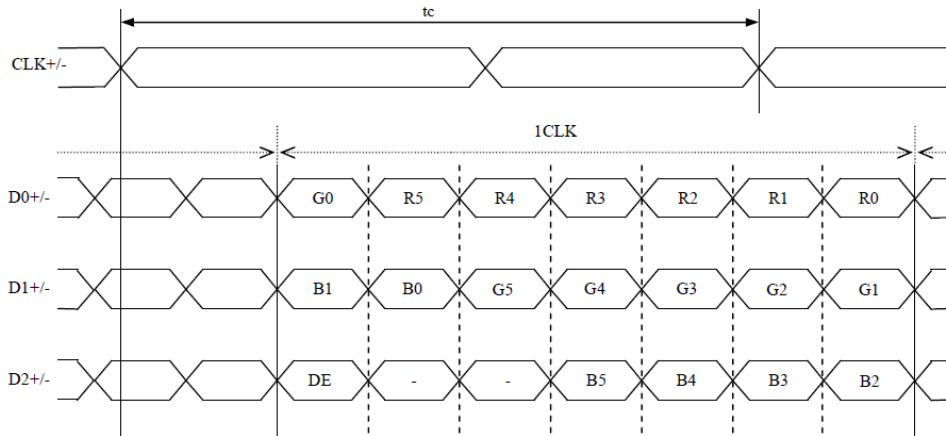 tc
CLK+/-
1CLK
D0+/- G0 R5 R4 R3 R2 R1 R0
D1+/- B1 B0 G5 G4 G3 G2 G1
D2+/- DE - - B5 B4 B3 B2